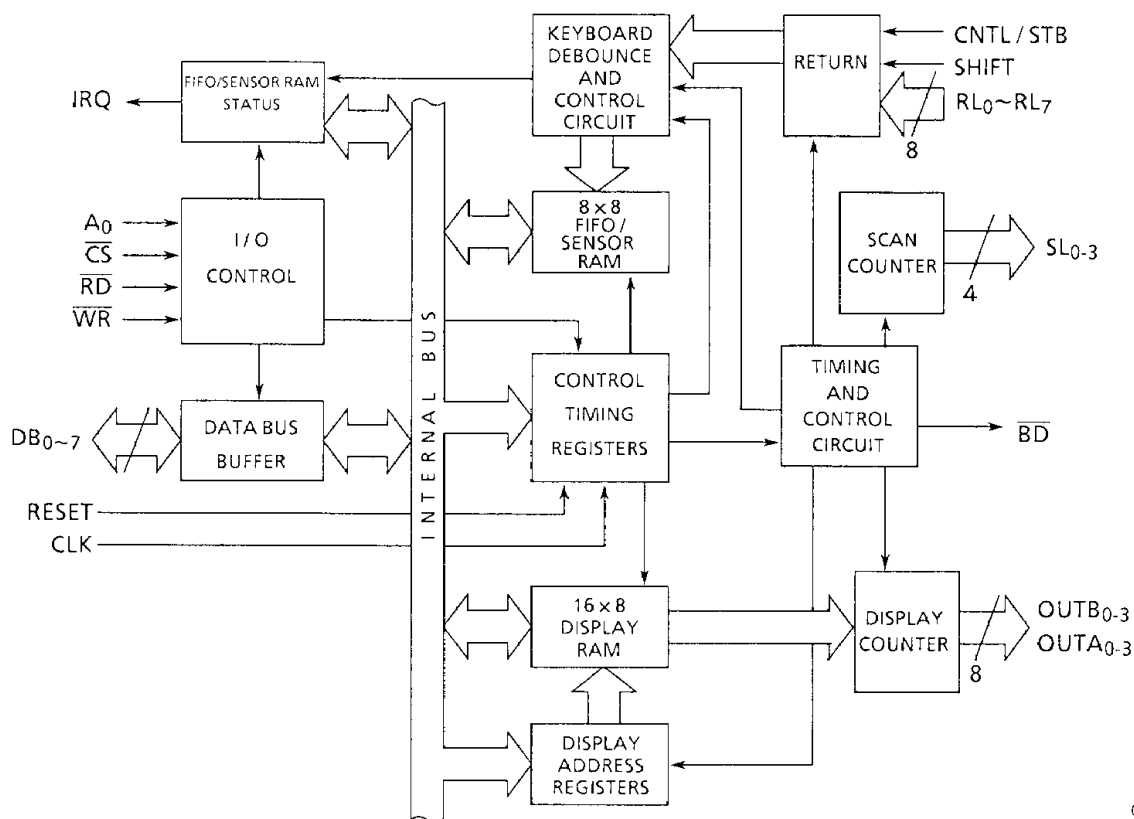 IRQ
FIFO/SENSOR RAM
STATUS
KEYBOARD
DEBOUNCE
AND
CONTROL
CIRCUIT
RETURN
CNTL / STB
SHIFT
RL0~RL7
8
8 × 8
FIFO /
SENSOR
RAM
SCAN
COUNTER
4
SL0-3
A0
CS
RD
WR
I / O
CONTROL
INTERNAL BUS
CONTROL
TIMING
REGISTERS
TIMING
AND
CONTROL
CIRCUIT
BD
DB0~7
DATA BUS
BUFFER
RESET
CLK
16 × 8
DISPLAY
RAM
DISPLAY
COUNTER
8
OUTB0-3
OUTA0-3
DISPLAY
ADDRESS
REGISTERS